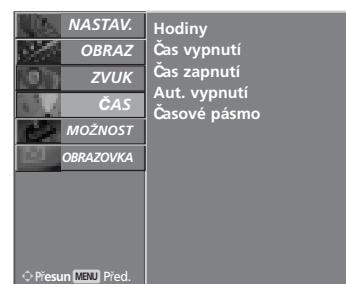 NASTAV.
OBRAZ
ZVUK
ČAS
MOŽNOST
OBRAZOVKA
Hodiny
Čas vypnutí
Čas zapnutí
Aut. vypnutí
Časové pásmo
Přesun MENU Před.